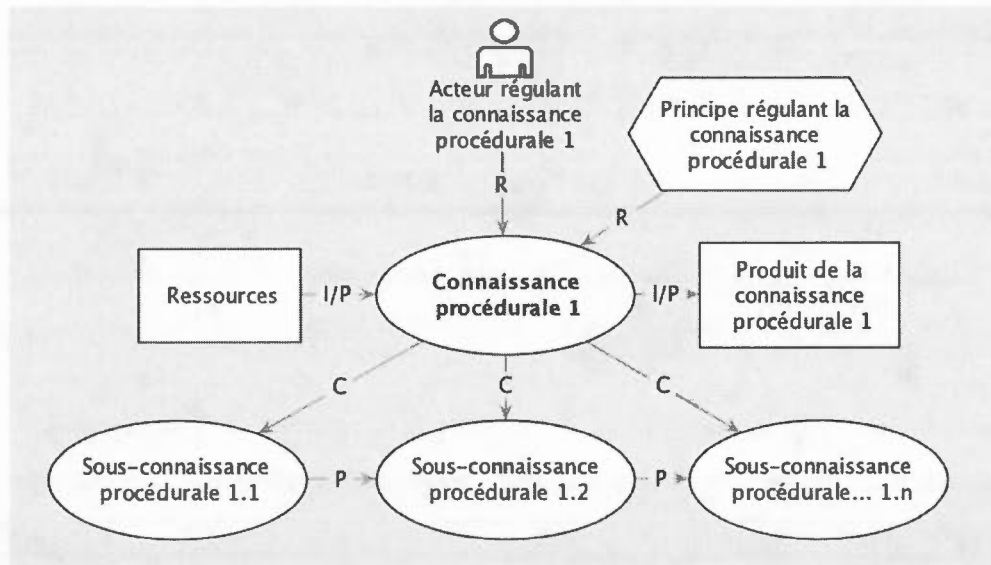 Acteur régulant
la connaissance
procédurale 1
Principe régulant la
connaissance
procédurale 1
R
R
Ressources
I/P
Connaissance
procédurale 1
I/P
Produit de la
connaissance
procédurale 1
C
C
C
Sous-connaissance
procédurale 1.1
P
Sous-connaissance
procédurale 1.2
P
Sous-connaissance
procédurale... 1.n